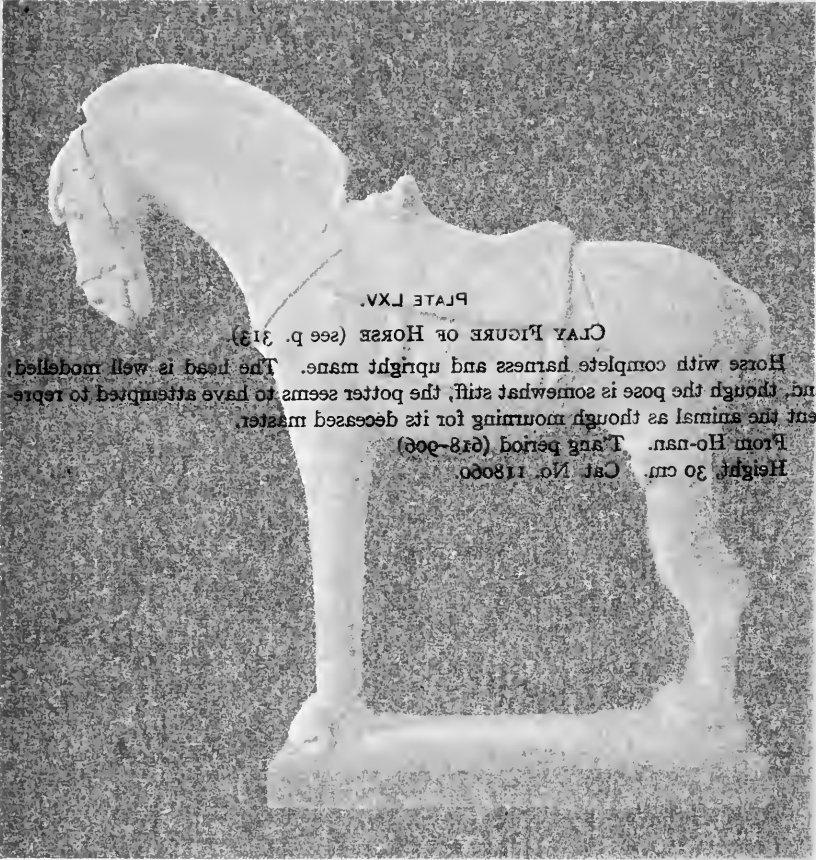 PLATE LXV.
CLAY FIGURE OF HORSE (see p. 313).
Horse with complete harness and upright mane. The head is well modelled;
and, though the pose is somewhat stiff, the potter seems to have attempted to repre-
sent the animal as though mourning for its deceased master.
From Ho-nan. T'ang period (618-906)
Height, 30 cm. Cat. No. 118060.